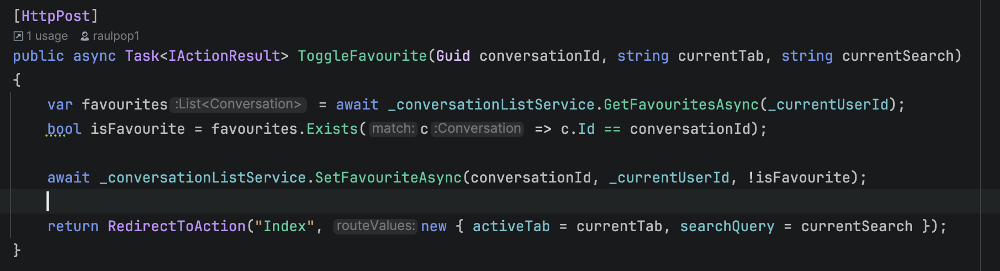 [HttpPost]
1 usage raulpop1
public async Task<IActionResult> ToggleFavourite(Guid conversationId, string currentTab, string currentSearch)
{
var favourites :List<Conversation> = await _conversationListService.GetFavouritesAsync(_currentUserId);
bool isFavourite = favourites.Exists( match: c :Conversation => c.Id == conversationId);
await _conversationListService.SetFavouriteAsync(conversationId, _currentUserId, !isFavourite);
return RedirectToAction("Index", routeValues: new { activeTab = currentTab, searchQuery = currentSearch });
}